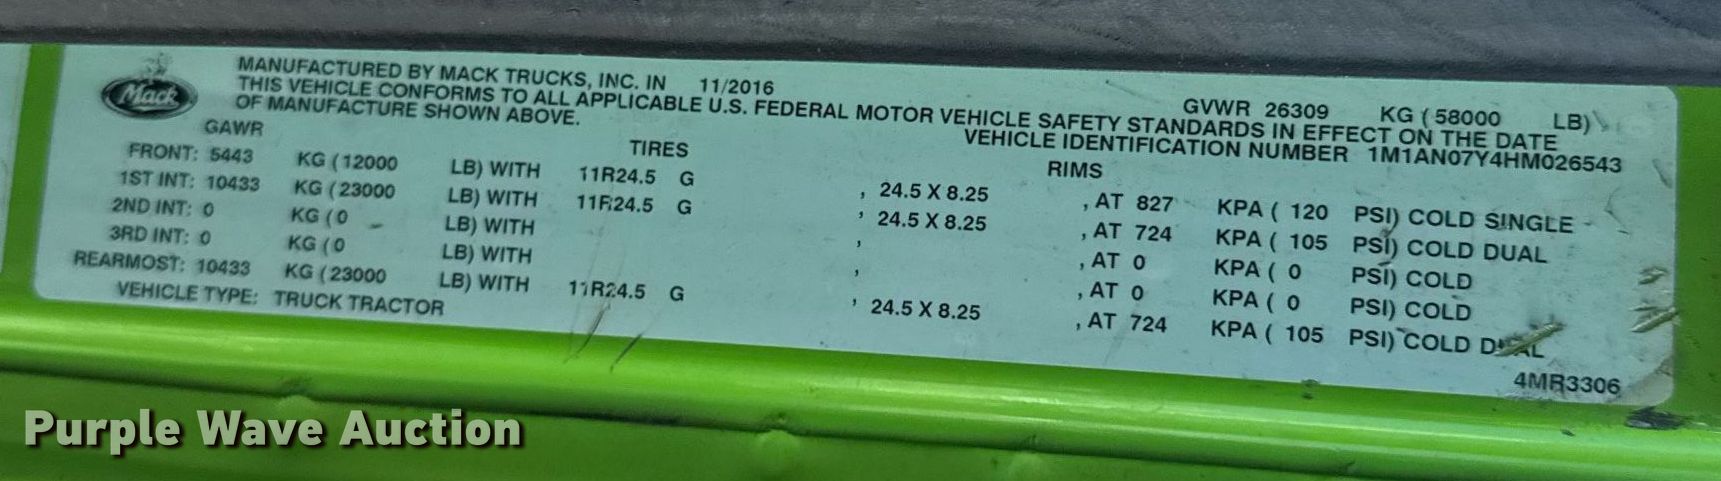 Mack
MANUFACTURED BY MACK TRUCKS, INC. IN 11/2016 GVWR 26309 KG (58000 LB)
THIS VEHICLE CONFORMS TO ALL APPLICABLE U.S. FEDERAL MOTOR VEHICLE SAFETY STANDARDS IN EFFECT ON THE DATE
OF MANUFACTURE SHOWN ABOVE. VEHICLE IDENTIFICATION NUMBER 1M1AN07Y4HM026543
GAWR TIRES RIMS
FRONT: 5443 KG (12000 LB) WITH 11R24.5 G , 24.5 X 8.25 , AT 827 KPA ( 120 PSI) COLD SINGLE
1ST INT: 10433 KG (23000 LB) WITH 11R24.5 G , 24.5 X 8.25 , AT 724 KPA ( 105 PSI) COLD DUAL
2ND INT: 0 KG (0 LB) WITH , , AT 0 KPA ( 0 PSI) COLD
3RD INT: 0 KG (0 LB) WITH , , AT 0 KPA ( 0 PSI) COLD
REARMOST: 10433 KG (23000 LB) WITH 11R24.5 G , 24.5 X 8.25 , AT 724 KPA ( 105 PSI) COLD DUAL
VEHICLE TYPE: TRUCK TRACTOR
4MR3306
Purple Wave Auction